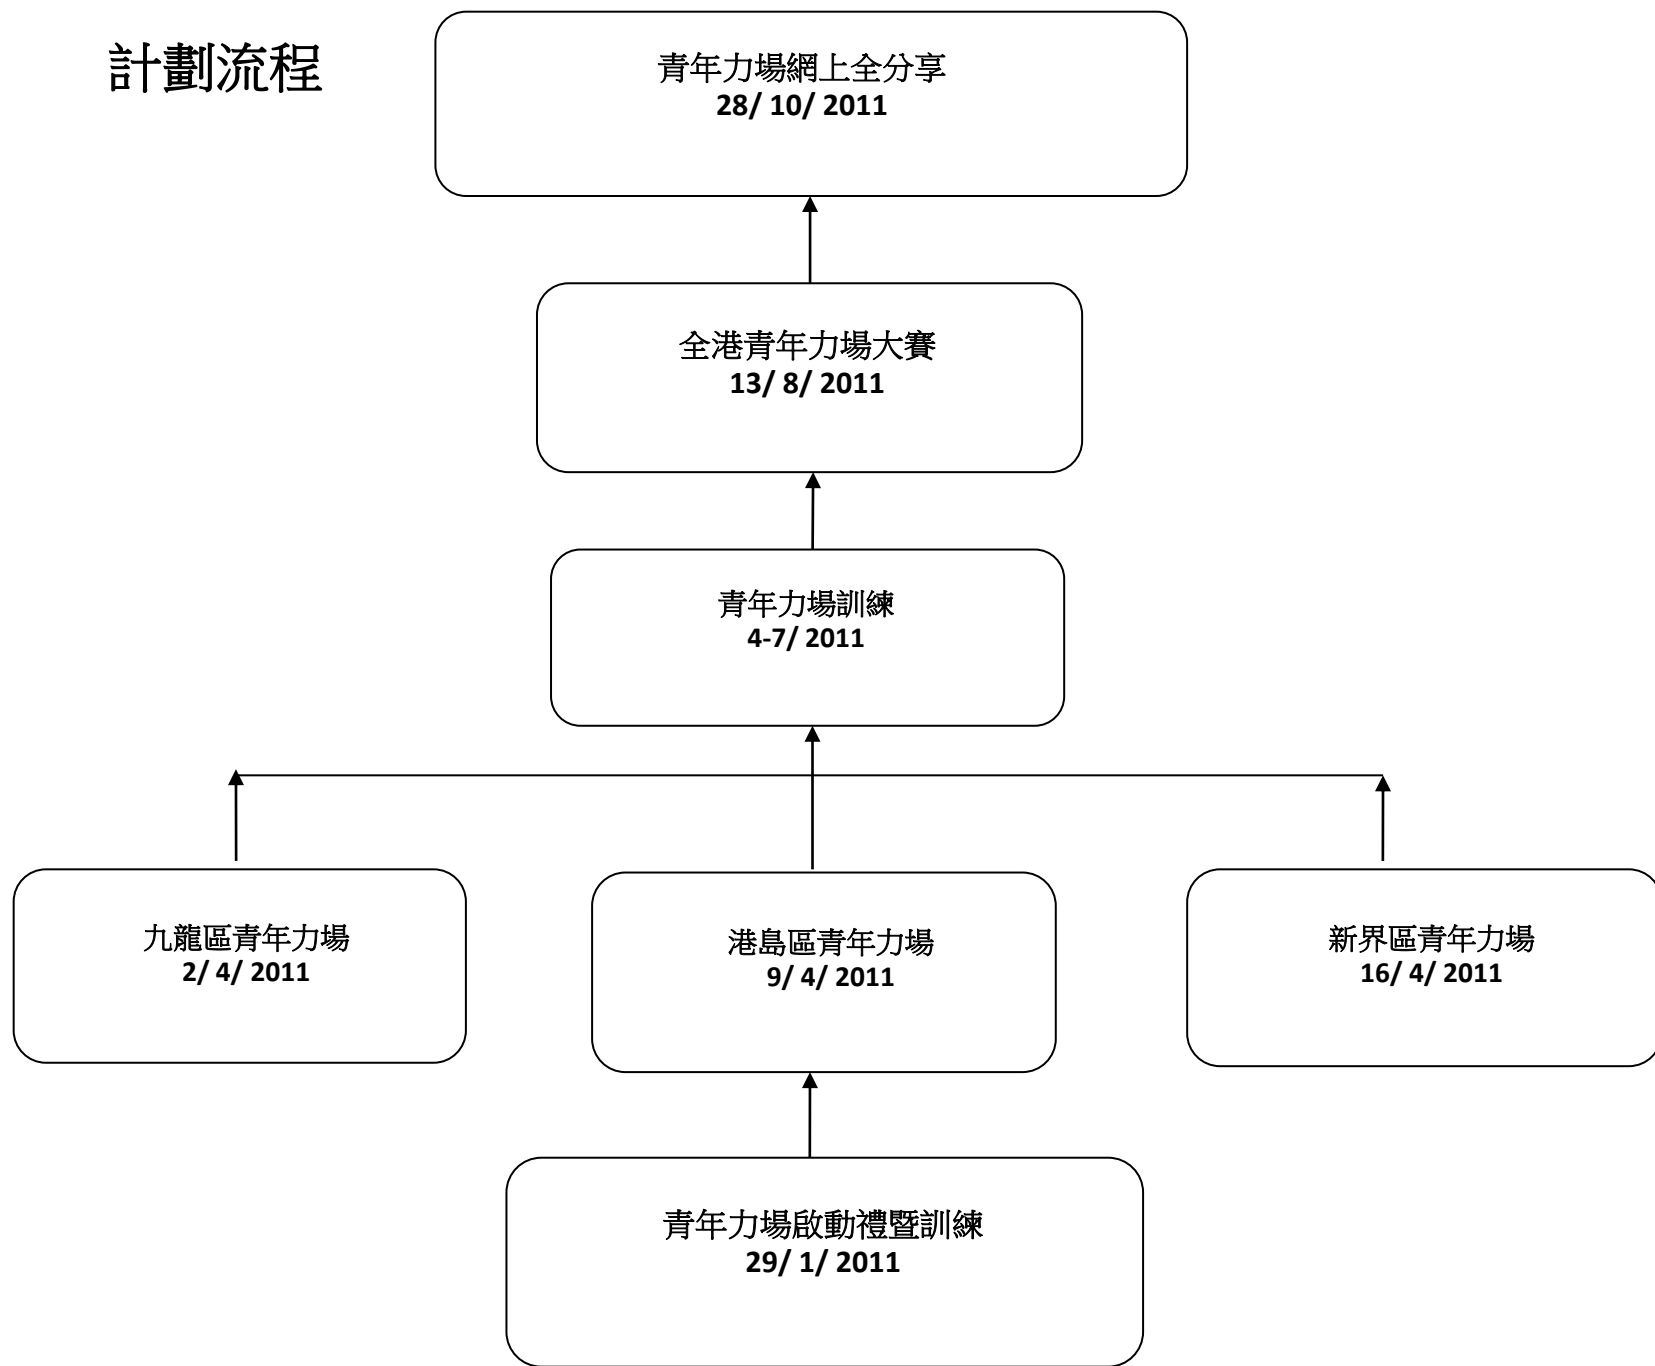 計劃流程
青年力場網上全分享
28/ 10/ 2011
全港青年力場大賽
13/ 8/ 2011
青年力場訓練
4-7/ 2011
九龍區青年力場
2/ 4/ 2011
港島區青年力場
9/ 4/ 2011
新界區青年力場
16/ 4/ 2011
青年力場啟動禮暨訓練
29/ 1/ 2011